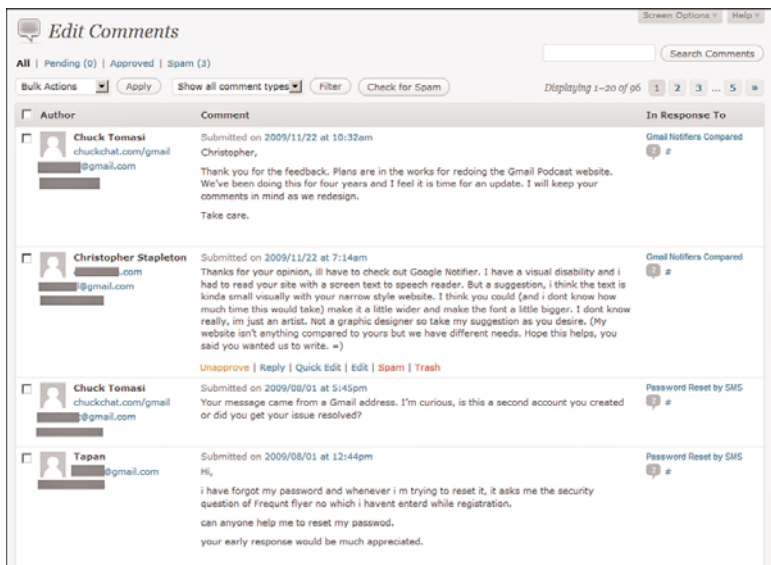 Screen Options Help
Edit Comments
All | Pending (0) | Approved | Spam (3)
Search Comments
Bulk Actions Apply Show all comment types Filter Check for Spam Displaying 1–20 of 96 1 2 3 ... 5 »
Author Comment In Response To
Chuck Tomasi Submitted on 2009/11/22 at 10:32am Gmail Notifiers Compared
chuckchat.com/gmail Christopher, 2 #
@gmail.com Thank you for the feedback. Plans are in the works for redoing the Gmail Podcast website.
We've been doing this for four years and I feel it is time for an update. I will keep your
comments in mind as we redesign.
Take care.
Christopher Stapleton Submitted on 2009/11/22 at 7:14am Gmail Notifiers Compared
.com Thanks for your opinion, ill have to check out Google Notifier. I have a visual disability and i 2 #
@gmail.com had to read your site with a screen text to speech reader. But a suggestion, i think the text is
kinda small visually with your narrow style website. I think you could (and i dont know how
much time this would take) make it a little wider and make the font a little bigger. I dont know
really, im just an artist. Not a graphic designer so take my suggestion as you desire. (My
website isn't anything compared to yours but we have different needs. Hope this helps, you
said you wanted us to write. =)
Unapprove | Reply | Quick Edit | Edit | Spam | Trash
Chuck Tomasi Submitted on 2009/08/01 at 5:45pm Password Reset by SMS
chuckchat.com/gmail Your message came from a Gmail address. I'm curious, is this a second account you created 2 #
@gmail.com or did you get your issue resolved?
Tapan Submitted on 2009/08/01 at 12:44pm Password Reset by SMS
@gmail.com Hi, 2 #
i have forgot my password and whenever i m trying to reset it, it asks me the security
question of Frequnt flyer no which i havent enterd while registration.
can anyone help me to reset my passwod.
your early response would be much appreciated.